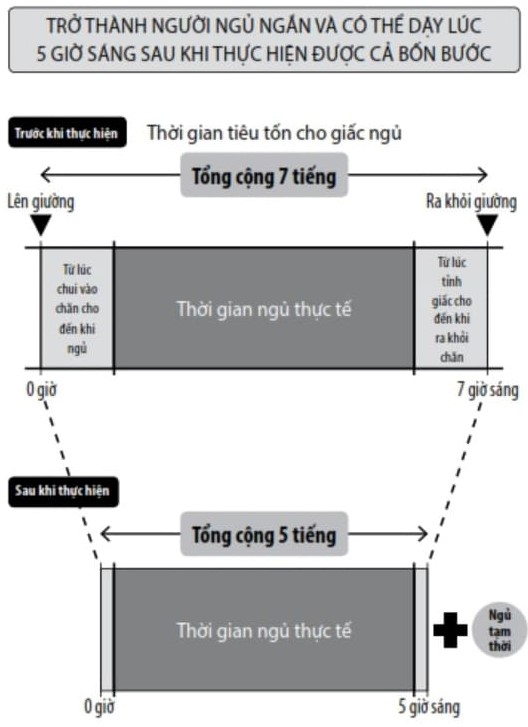 TRỞ THÀNH NGƯỜI NGỦ NGẮN VÀ CÓ THỂ DẬY LÚC
5 GIỜ SÁNG SAU KHI THỰC HIỆN ĐƯỢC CẢ BỐN BƯỚC
Trước khi thực hiện
Thời gian tiêu tốn cho giấc ngủ
Tổng cộng 7 tiếng
Lên giường
Ra khỏi giường
Từ lúc
chui vào
chăn cho
đến khi
ngủ
Thời gian ngủ thực tế
Từ lúc
tỉnh
giấc cho
đến khi
ra khỏi
chăn
0 giờ
7 giờ sáng
Sau khi thực hiện
Tổng cộng 5 tiếng
Thời gian ngủ thực tế
Ngủ
tạm
thời
0 giờ
5 giờ sáng